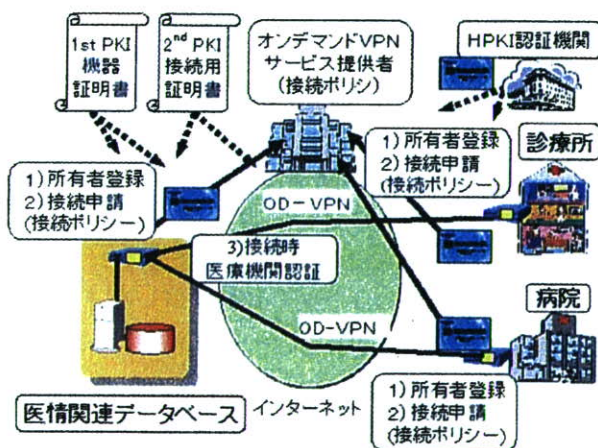 1st PKI
機器
証明書
2nd PKI
接続用
証明書
オンデマンドVPN
サービス提供者
(接続ポリシ)
HPKI認証機関
診療所
1)所有者登録
2)接続申請
(接続ポリシー)
1)所有者登録
2)接続申請
(接続ポリシー)
OD-VPN
3)接続時
医療機関認証
OD-VPN
病院
医情関連データベース
インターネット
1)所有者登録
2)接続申請
(接続ポリシー)